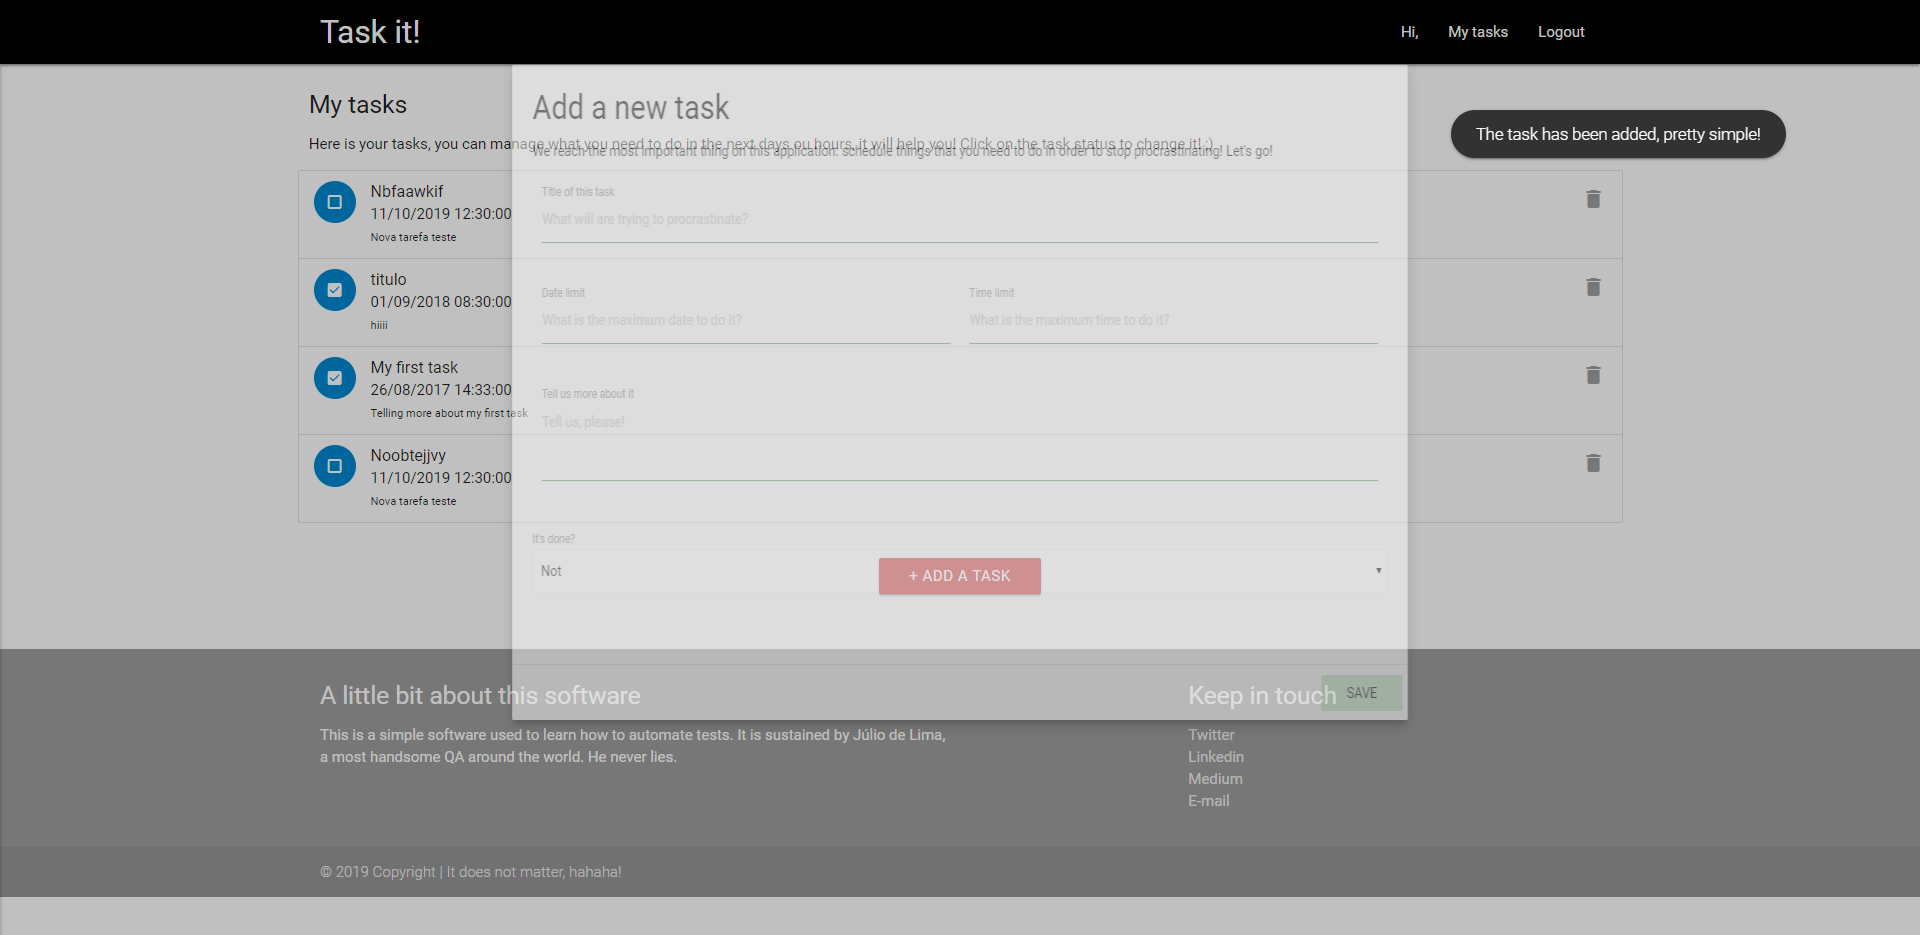 Task it!
Hi,
My tasks
Logout
My tasks
Here is your tasks, you can manage what you need to do in the next days ou hours, it will help you! Click on the task status to change it! ;)
The task has been added, pretty simple!
Nbfaawkif
11/10/2019 12:30:00
Nova tarefa teste
titulo
01/09/2018 08:30:00
hiiii
My first task
26/08/2017 14:33:00
Telling more about my first task
Noobtejjvy
11/10/2019 12:30:00
Nova tarefa teste
Add a new task
We reach the most important thing on this application: schedule things that you need to do in order to stop procrastinating! Let's go!
Title of this task
What will are trying to procrastinate?
Date limit
What is the maximum date to do it?
Time limit
What is the maximum time to do it?
Tell us more about it
Tell us, please!
It's done?
Not
+ ADD A TASK
SAVE
A little bit about this software
This is a simple software used to learn how to automate tests. It is sustained by Júlio de Lima,
a most handsome QA around the world. He never lies.
Keep in touch
Twitter
Linkedin
Medium
E-mail
© 2019 Copyright | It does not matter, hahaha!